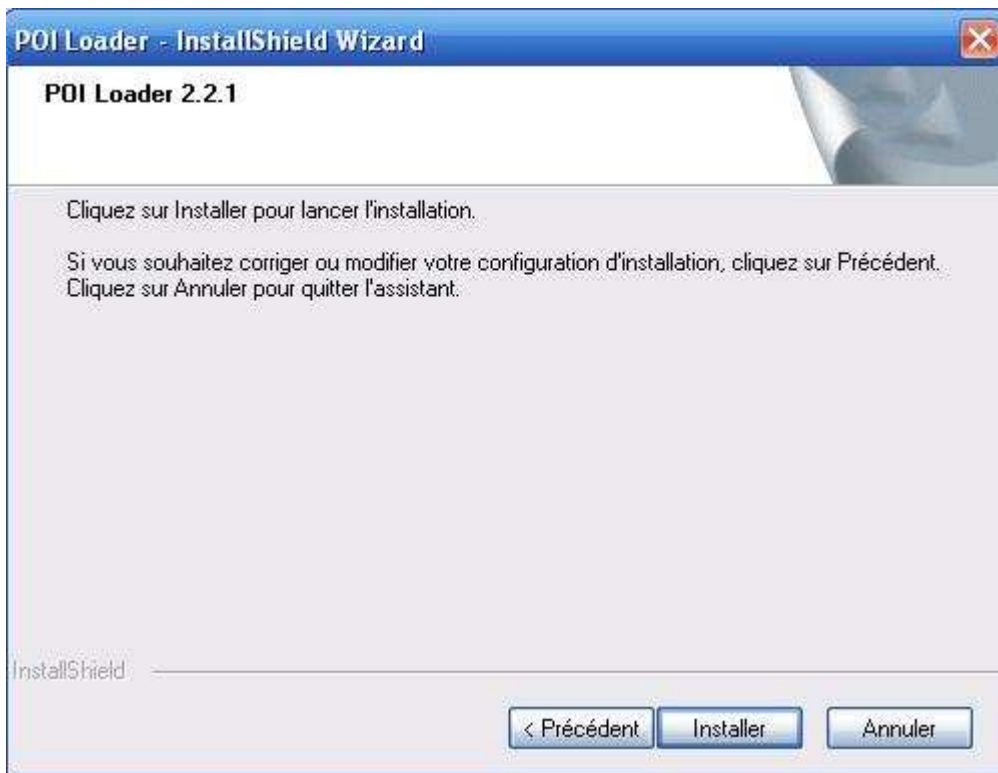 POI Loader - InstallShield Wizard
POI Loader 2.2.1
Cliquez sur Installer pour lancer l'installation.
Si vous souhaitez corriger ou modifier votre configuration d'installation, cliquez sur Précédent.
Cliquez sur Annuler pour quitter l'assistant.
InstallShield
< Précédent
Installer
Annuler